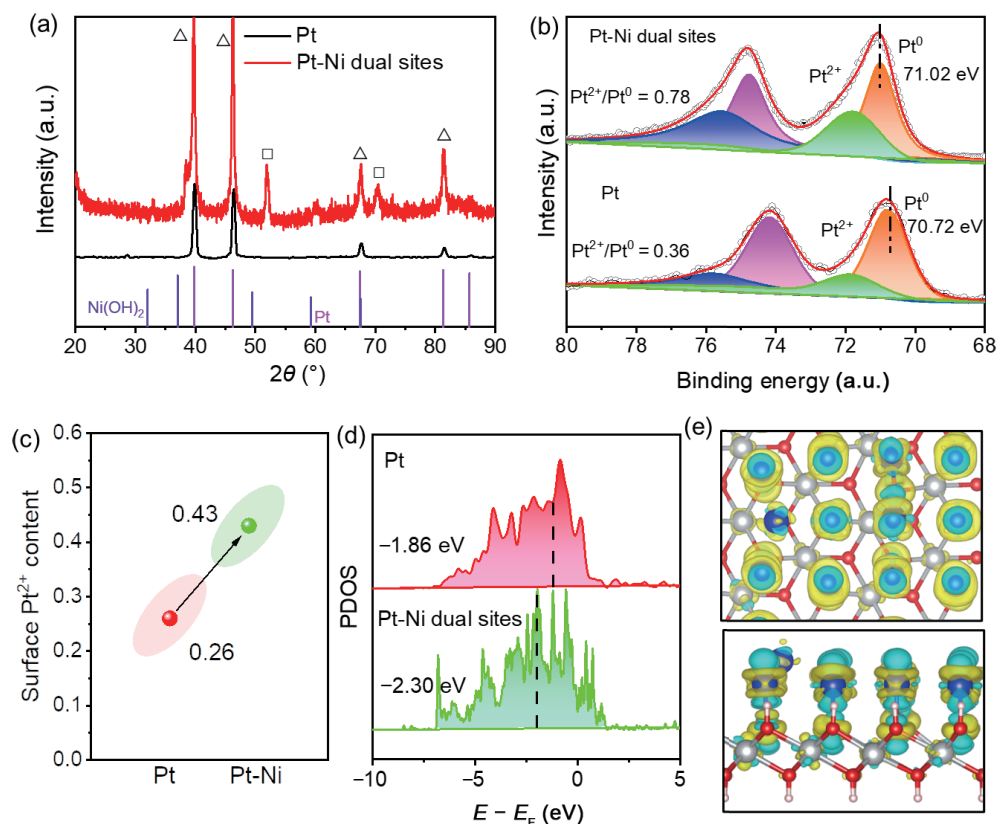 (a)
Pt
Pt-Ni dual sites
Ni(OH)₂
Pt
Intensity (a.u.)
20 30 40 50 60 70 80 90
2θ (°)
(b)
Pt-Ni dual sites
Pt⁰
71.02 eV
Pt²⁺
Pt²⁺/Pt⁰ = 0.78
Pt
Pt⁰
70.72 eV
Pt²⁺
Pt²⁺/Pt⁰ = 0.36
Intensity (a.u.)
80 78 76 74 72 70 68
Binding energy (a.u.)
(c)
0.6
0.5
0.4
0.3
0.2
0.1
0.0
0.43
0.26
Surface Pt²⁺ content
Pt Pt-Ni
(d)
Pt
−1.86 eV
Pt-Ni dual sites
−2.30 eV
PDOS
−10 −5 0 5
E − E_F (eV)
(e)